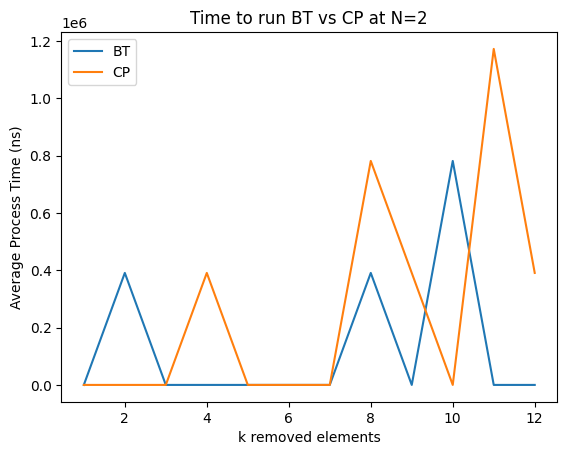 Time to run BT vs CP at N=2
1e6
BT
CP
Average Process Time (ns)
1.2
1.0
0.8
0.6
0.4
0.2
0.0
2 4 6 8 10 12
k removed elements